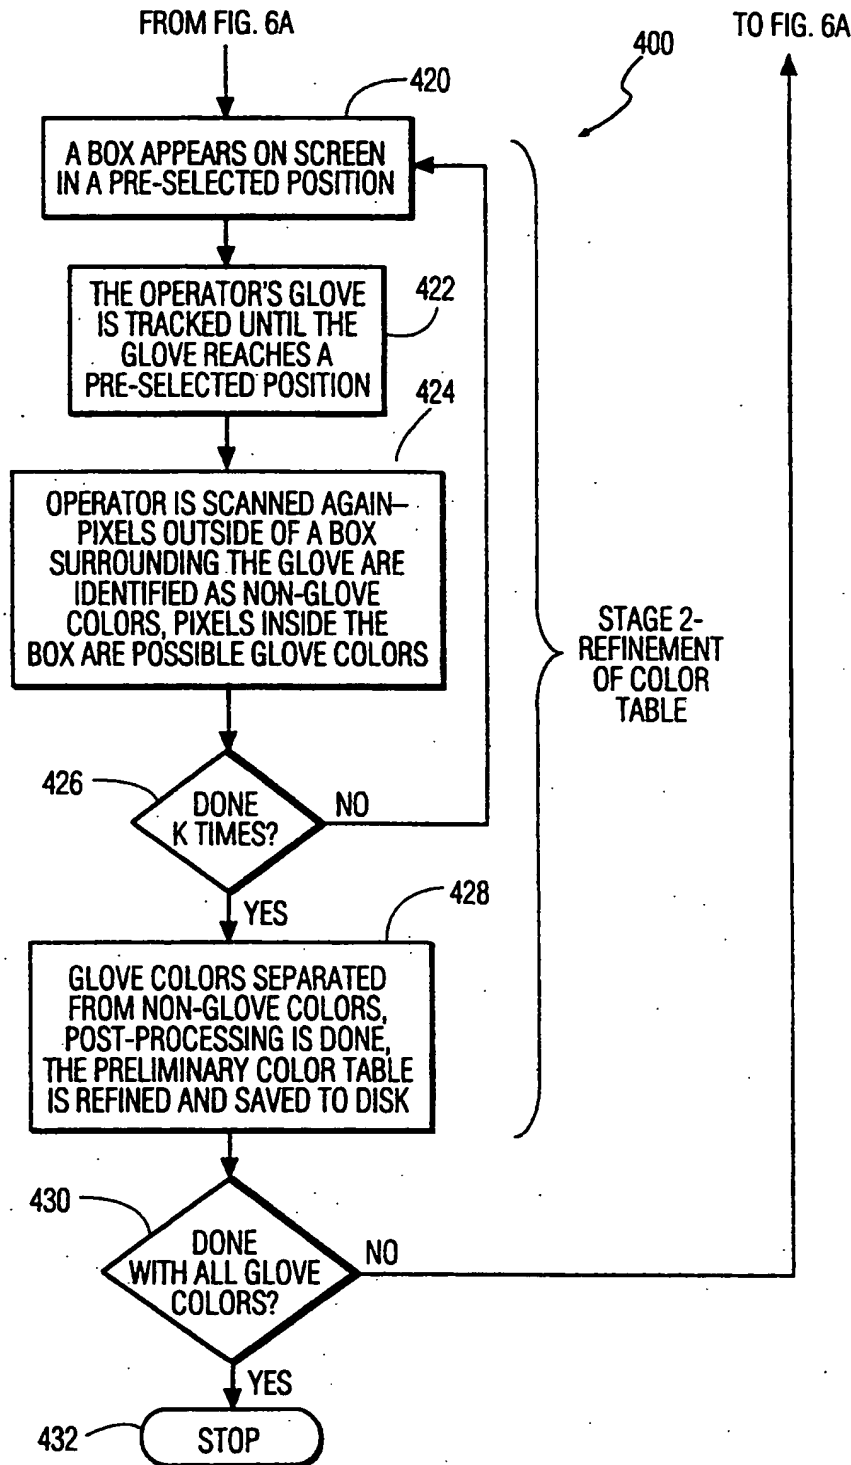 FROM FIG. 6A
TO FIG. 6A
400
420
A BOX APPEARS ON SCREEN
IN A PRE-SELECTED POSITION
422
THE OPERATOR'S GLOVE
IS TRACKED UNTIL THE
GLOVE REACHES A
PRE-SELECTED POSITION
424
OPERATOR IS SCANNED AGAIN–
PIXELS OUTSIDE OF A BOX
SURROUNDING THE GLOVE ARE
IDENTIFIED AS NON-GLOVE
COLORS, PIXELS INSIDE THE
BOX ARE POSSIBLE GLOVE COLORS
STAGE 2-
REFINEMENT
OF COLOR
TABLE
426
DONE
K TIMES?
NO
YES
428
GLOVE COLORS SEPARATED
FROM NON-GLOVE COLORS,
POST-PROCESSING IS DONE,
THE PRELIMINARY COLOR TABLE
IS REFINED AND SAVED TO DISK
430
DONE
WITH ALL GLOVE
COLORS?
NO
YES
432
STOP